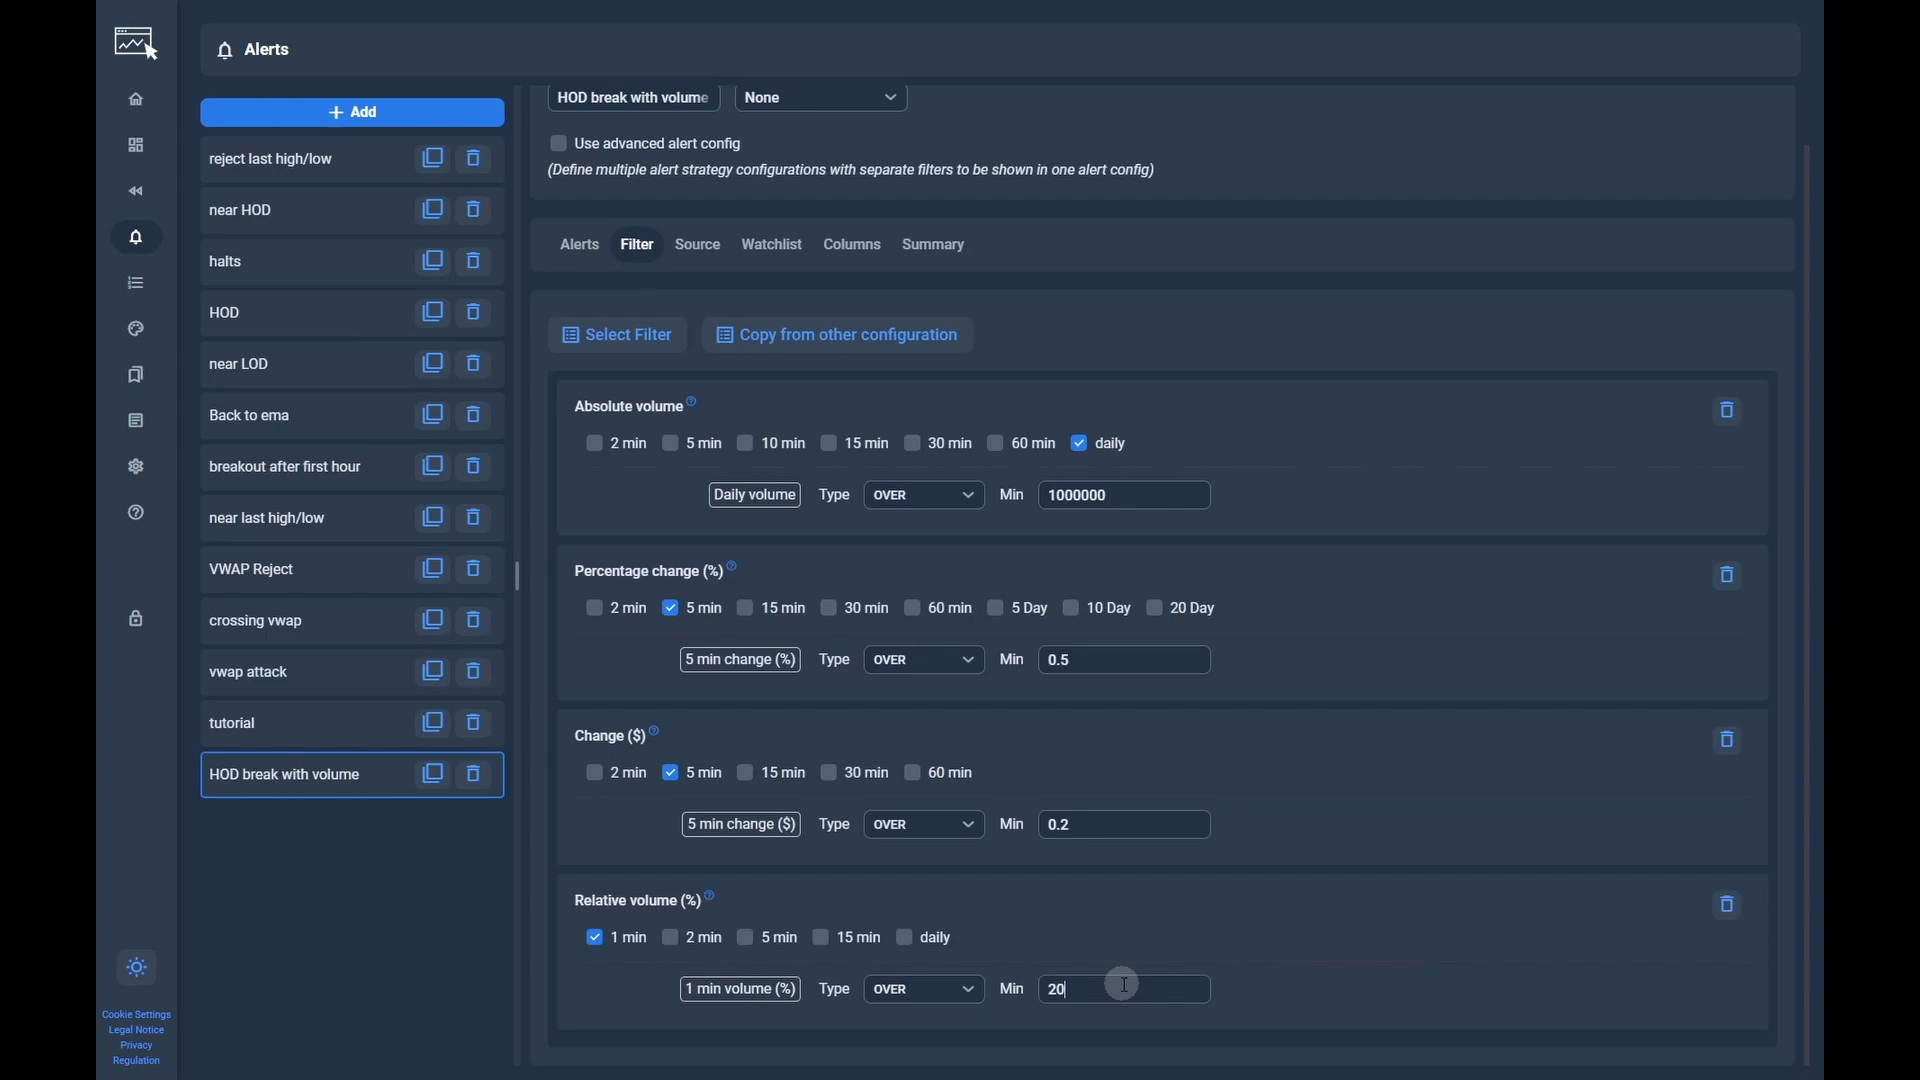 Alerts
+ Add
reject last high/low
near HOD
halts
HOD
near LOD
Back to ema
breakout after first hour
near last high/low
VWAP Reject
crossing vwap
vwap attack
tutorial
HOD break with volume
Cookie Settings
Legal Notice
Privacy
Regulation
HOD break with volume None
Use advanced alert config
(Define multiple alert strategy configurations with separate filters to be shown in one alert config)
Alerts Filter Source Watchlist Columns Summary
Select Filter Copy from other configuration
Absolute volume
2 min 5 min 10 min 15 min 30 min 60 min daily
Daily volume Type OVER Min 1000000
Percentage change (%)
2 min 5 min 15 min 30 min 60 min 5 Day 10 Day 20 Day
5 min change (%) Type OVER Min 0.5
Change ($)
2 min 5 min 15 min 30 min 60 min
5 min change ($) Type OVER Min 0.2
Relative volume (%)
1 min 2 min 5 min 15 min daily
1 min volume (%) Type OVER Min 20